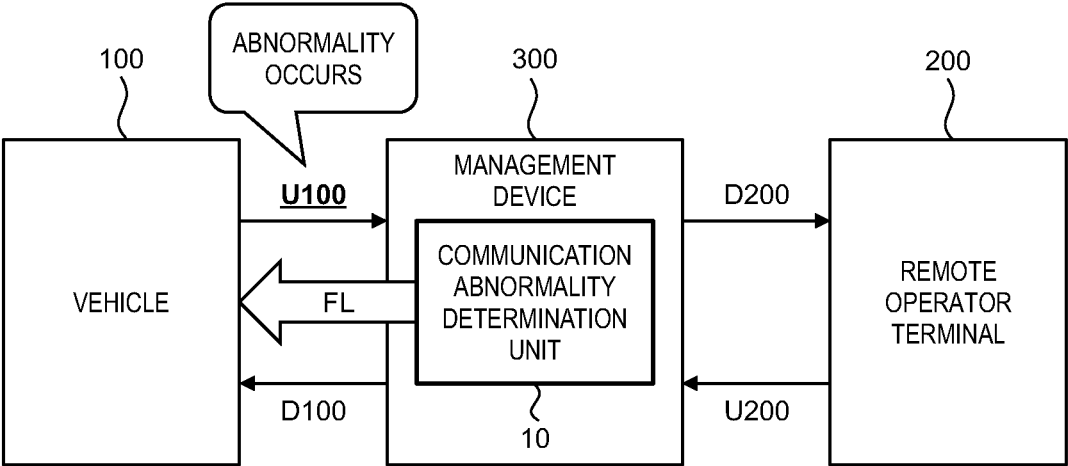 ABNORMALITY
OCCURS
100
300
200
VEHICLE
U100
FL
D100
MANAGEMENT
DEVICE
COMMUNICATION
ABNORMALITY
DETERMINATION
UNIT
10
D200
U200
REMOTE
OPERATOR
TERMINAL